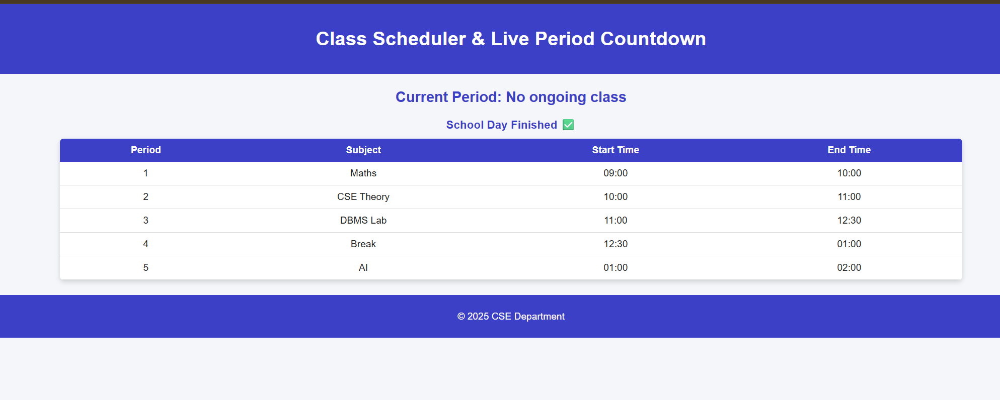 Class Scheduler & Live Period Countdown
Current Period: No ongoing class
School Day Finished ✅
Period Subject Start Time End Time
1 Maths 09:00 10:00
2 CSE Theory 10:00 11:00
3 DBMS Lab 11:00 12:30
4 Break 12:30 01:00
5 AI 01:00 02:00
© 2025 CSE Department